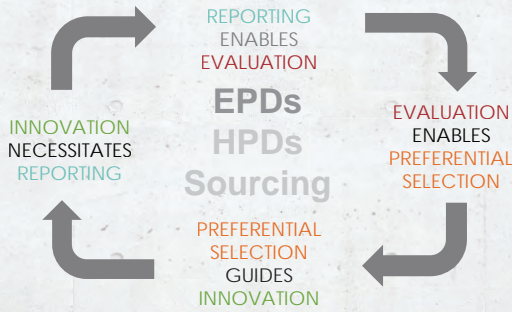 REPORTING
ENABLES
EVALUATION
EPDs
HPDs
Sourcing
EVALUATION
ENABLES
PREFERENTIAL
SELECTION
PREFERENTIAL
SELECTION
GUIDES
INNOVATION
INNOVATION
NECESSITATES
REPORTING